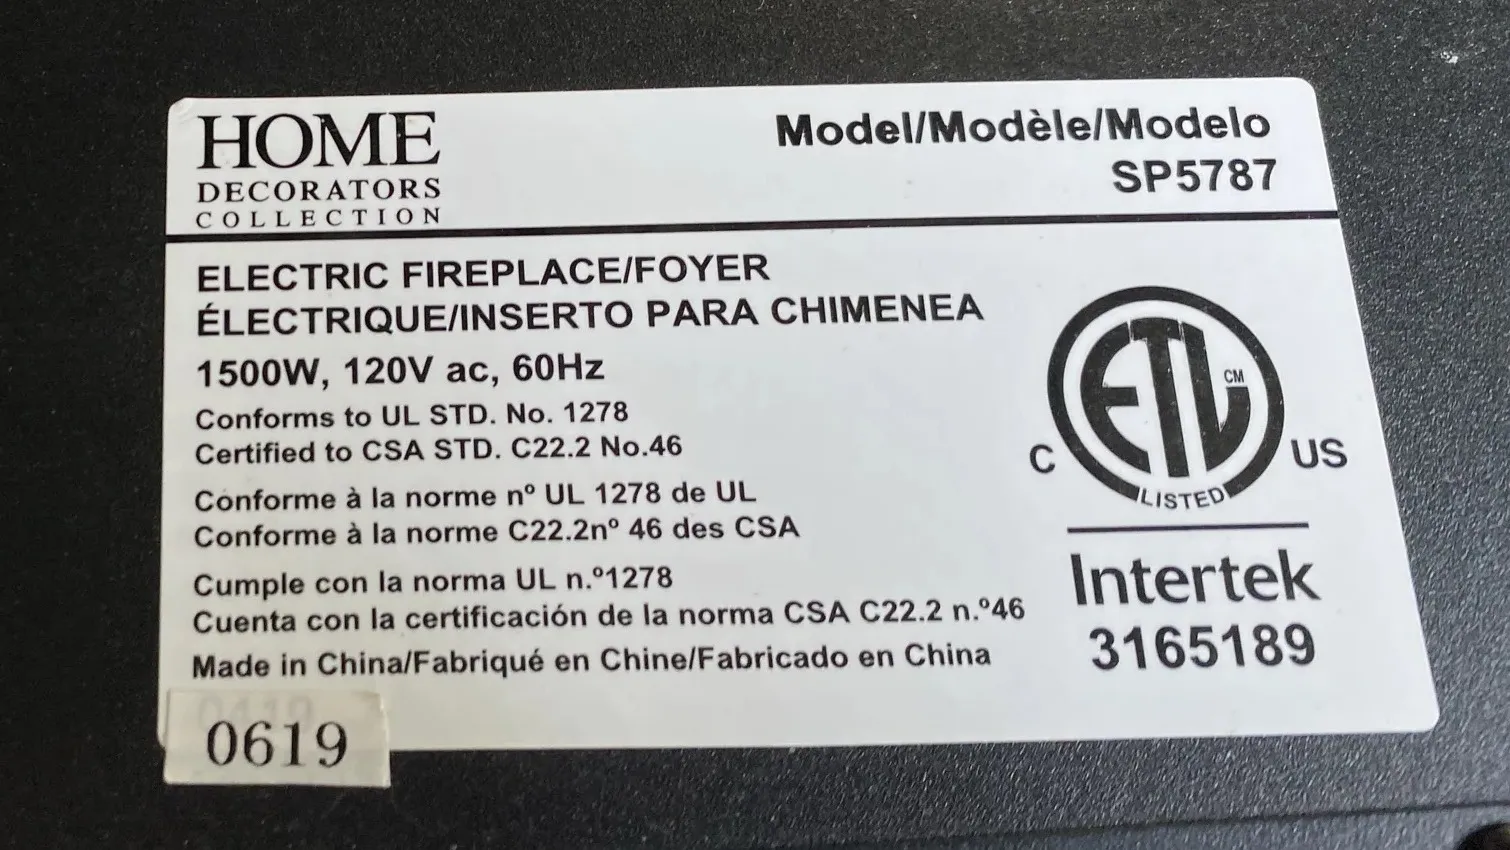 HOME
DECORATORS
COLLECTION
Model/Modèle/Modelo
SP5787
ELECTRIC FIREPLACE/FOYER
ÉLECTRIQUE/INSERTO PARA CHIMENEA
1500W, 120V ac, 60Hz
Conforms to UL STD. No. 1278
Certified to CSA STD. C22.2 No.46
Conforme à la norme nº UL 1278 de UL
Conforme à la norme C22.2nº 46 des CSA
Cumple con la norma UL n.º1278
Cuenta con la certificación de la norma CSA C22.2 n.º46
Made in China/Fabriqué en Chine/Fabricado en China
ETL CM
C US
LISTED
Intertek
3165189
0619